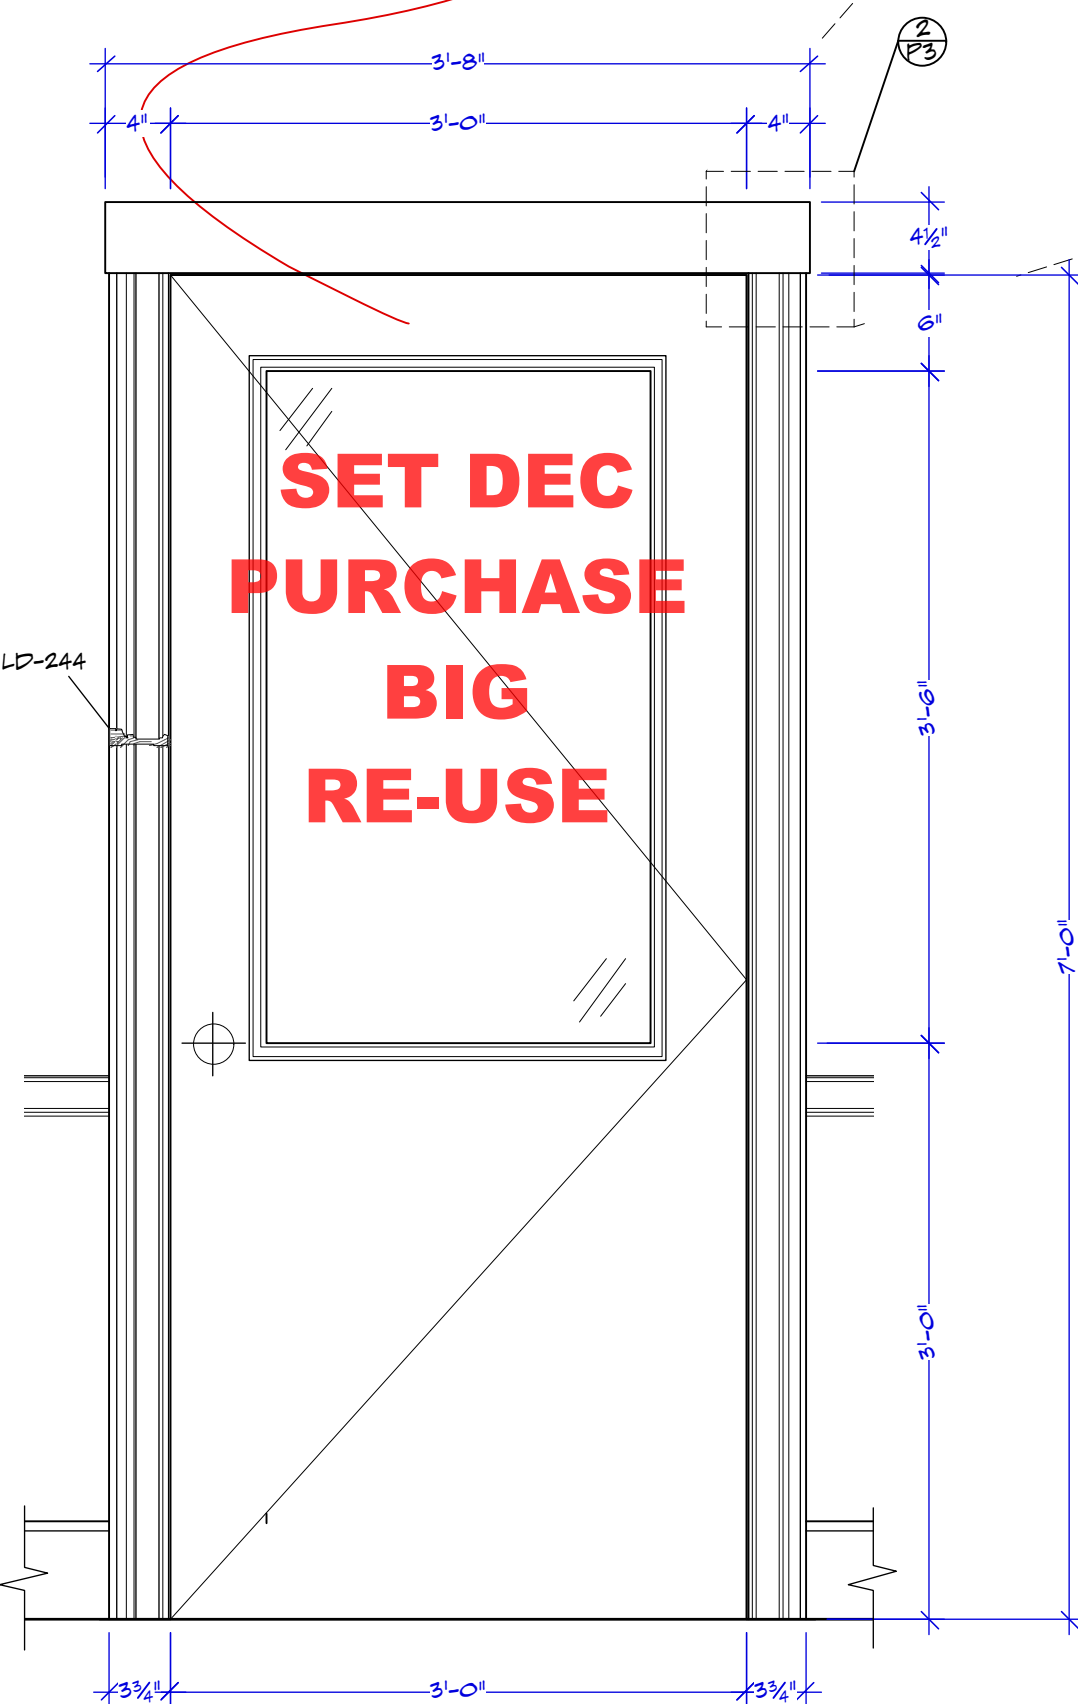 2
P3
3'-8"
4"
3'-0"
4"
4½"
6"
SET DEC
PURCHASE
BIG
RE-USE
LD-244
3'-6"
7'-0"
3'-0"
3¾"
3'-0"
3¾"